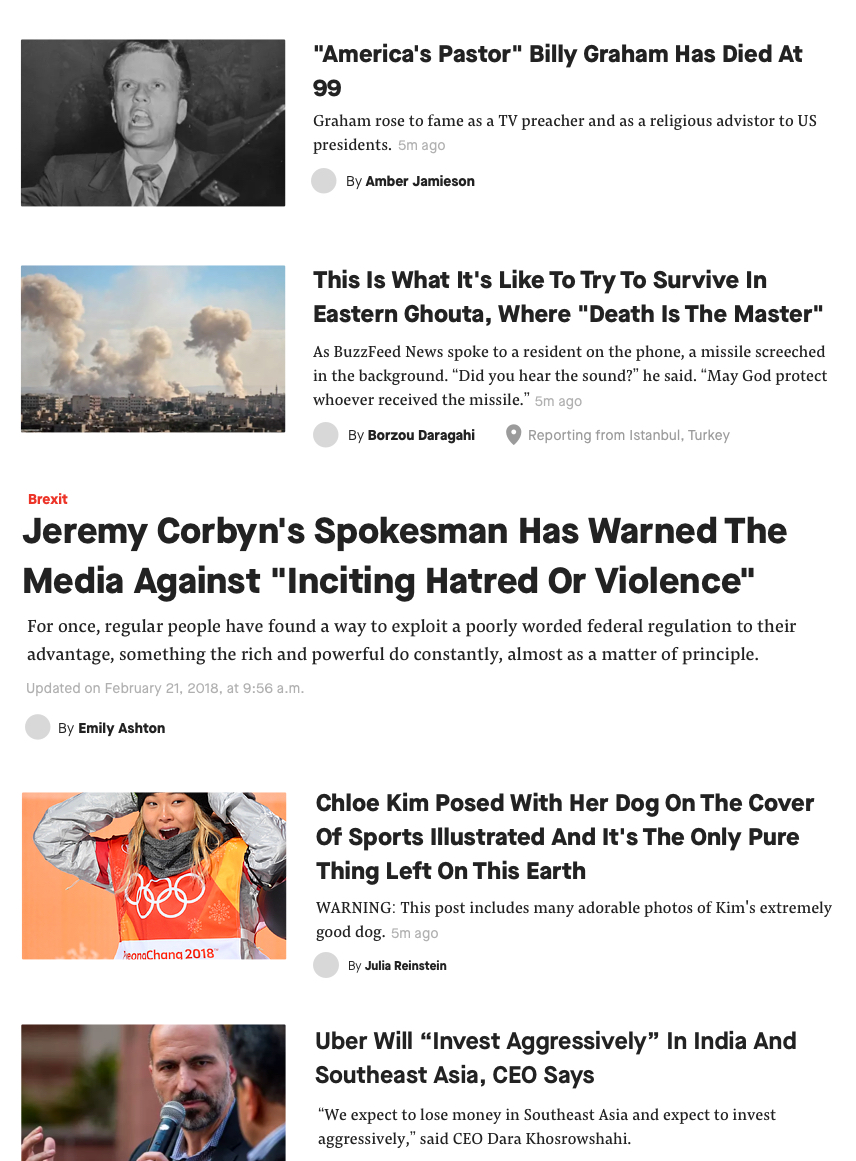 "America's Pastor" Billy Graham Has Died At
99
Graham rose to fame as a TV preacher and as a religious advistor to US
presidents. 5m ago
By Amber Jamieson
This Is What It's Like To Try To Survive In
Eastern Ghouta, Where "Death Is The Master"
As BuzzFeed News spoke to a resident on the phone, a missile screeched
in the background. “Did you hear the sound?” he said. “May God protect
whoever received the missile.” 5m ago
By Borzou Daragahi Reporting from Istanbul, Turkey
Brexit
Jeremy Corbyn's Spokesman Has Warned The
Media Against "Inciting Hatred Or Violence"
For once, regular people have found a way to exploit a poorly worded federal regulation to their
advantage, something the rich and powerful do constantly, almost as a matter of principle.
Updated on February 21, 2018, at 9:56 a.m.
By Emily Ashton
Chloe Kim Posed With Her Dog On The Cover
Of Sports Illustrated And It's The Only Pure
Thing Left On This Earth
WARNING: This post includes many adorable photos of Kim's extremely
good dog. 5m ago
By Julia Reinstein
PyeongChang 2018™
Uber Will “Invest Aggressively” In India And
Southeast Asia, CEO Says
“We expect to lose money in Southeast Asia and expect to invest
aggressively,” said CEO Dara Khosrowshahi.